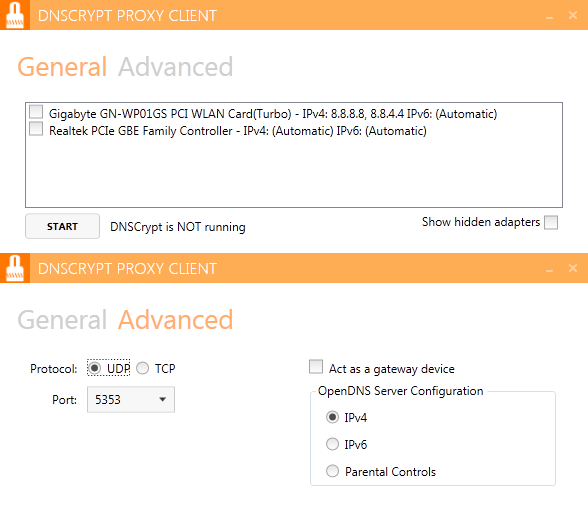 DNSCRYPT PROXY CLIENT
General Advanced
Gigabyte GN-WP01GS PCI WLAN Card(Turbo) - IPv4: 8.8.8.8, 8.8.4.4 IPv6: (Automatic)
Realtek PCIe GBE Family Controller - IPv4: (Automatic) IPv6: (Automatic)
START DNSCrypt is NOT running Show hidden adapters
DNSCRYPT PROXY CLIENT
General Advanced
Protocol: UDP TCP Act as a gateway device
Port: 5353 OpenDNS Server Configuration
IPv4
IPv6
Parental Controls